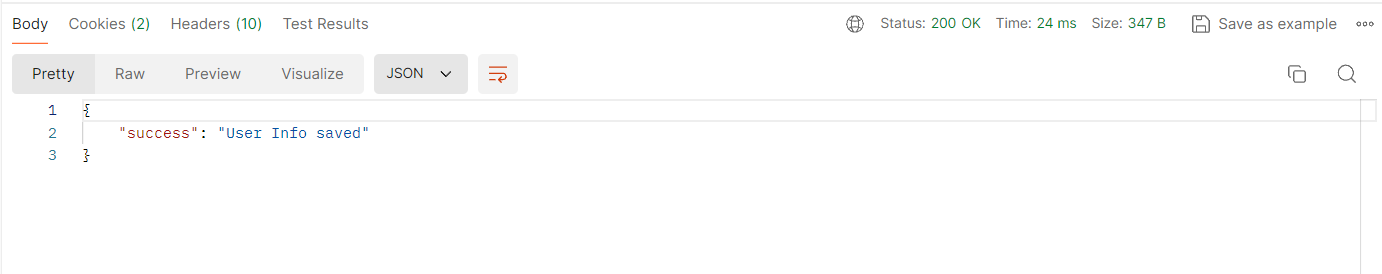 Body Cookies (2) Headers (10) Test Results Status: 200 OK Time: 24 ms Size: 347 B Save as example
Pretty Raw Preview Visualize JSON
1 {
2 "success": "User Info saved"
3 }